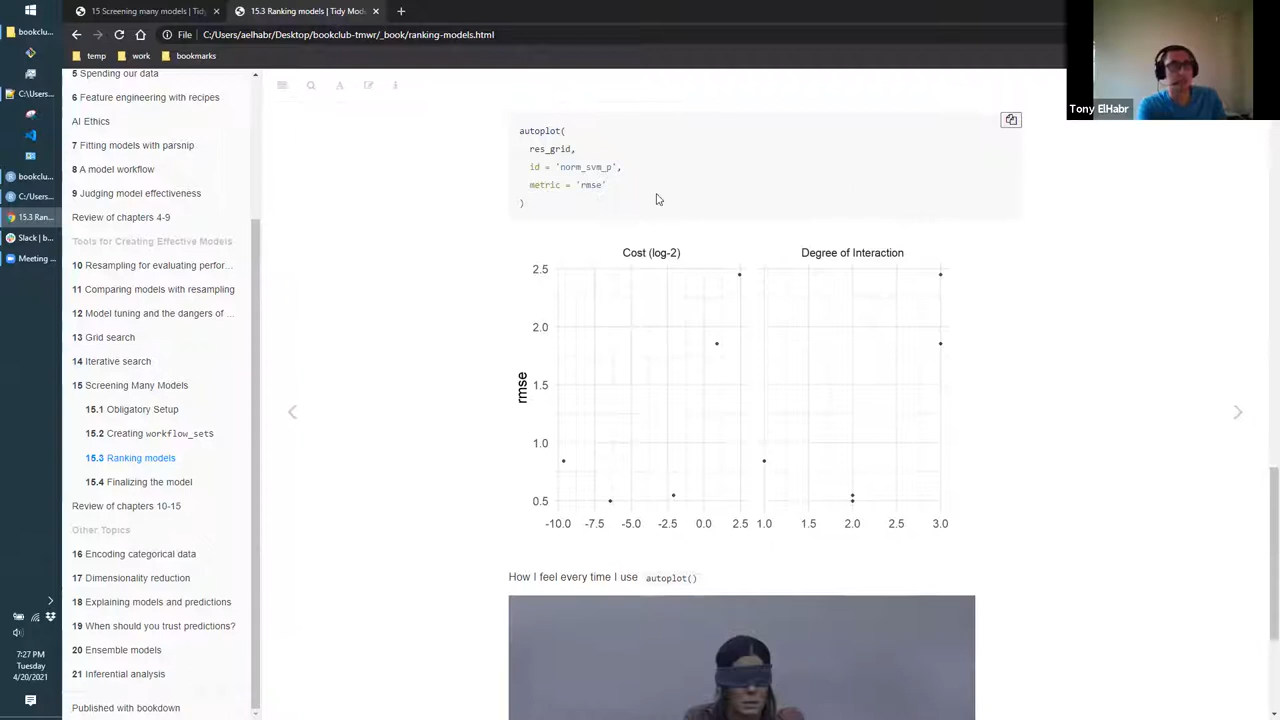 15 Screening many models | Tidy
15.3 Ranking models | Tidy Mod
File | C:/Users/aelhabr/Desktop/bookclub-tmwr/_book/ranking-models.html
temp work bookmarks
bookclu...
C:\Users...
bookclu...
C:/Users...
15.3 Ran...
Slack | b...
Meeting ...
7:27 PM
Tuesday
4/20/2021
5 Spending our data
6 Feature engineering with recipes
AI Ethics
7 Fitting models with parsnip
8 A model workflow
9 Judging model effectiveness
Review of chapters 4-9
Tools for Creating Effective Models
10 Resampling for evaluating perfor...
11 Comparing models with resampling
12 Model tuning and the dangers of ...
13 Grid search
14 Iterative search
15 Screening Many Models
15.1 Obligatory Setup
15.2 Creating workflow_sets
15.3 Ranking models
15.4 Finalizing the model
Review of chapters 10-15
Other Topics
16 Encoding categorical data
17 Dimensionality reduction
18 Explaining models and predictions
19 When should you trust predictions?
20 Ensemble models
21 Inferential analysis
Published with bookdown
autoplot(
res_grid,
id = 'norm_svm_p',
metric = 'rmse'
)
Cost (log-2) Degree of Interaction
rmse
2.5
2.0
1.5
1.0
0.5
-10.0 -7.5 -5.0 -2.5 0.0 2.5 1.0 1.5 2.0 2.5 3.0
How I feel every time I use autoplot()
Tony ElHabr